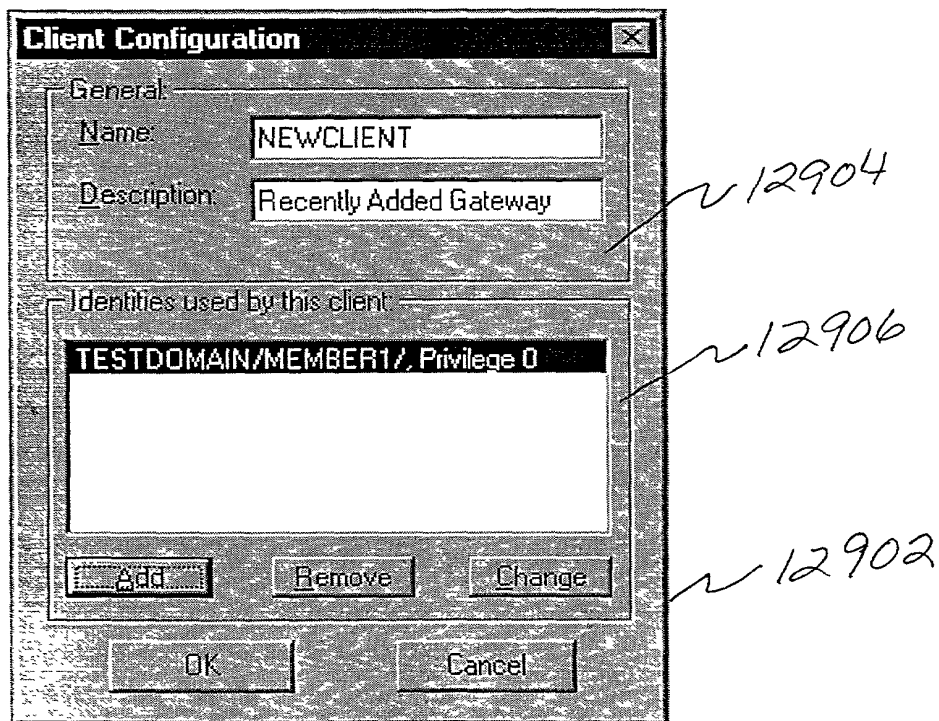 Client Configuration
General:
Name: NEWCLIENT
Description: Recently Added Gateway
12904
Identities used by this client:
12906
TESTDOMAIN/MEMBER1/, Privilege 0
Add Remove Change
12902
OK Cancel